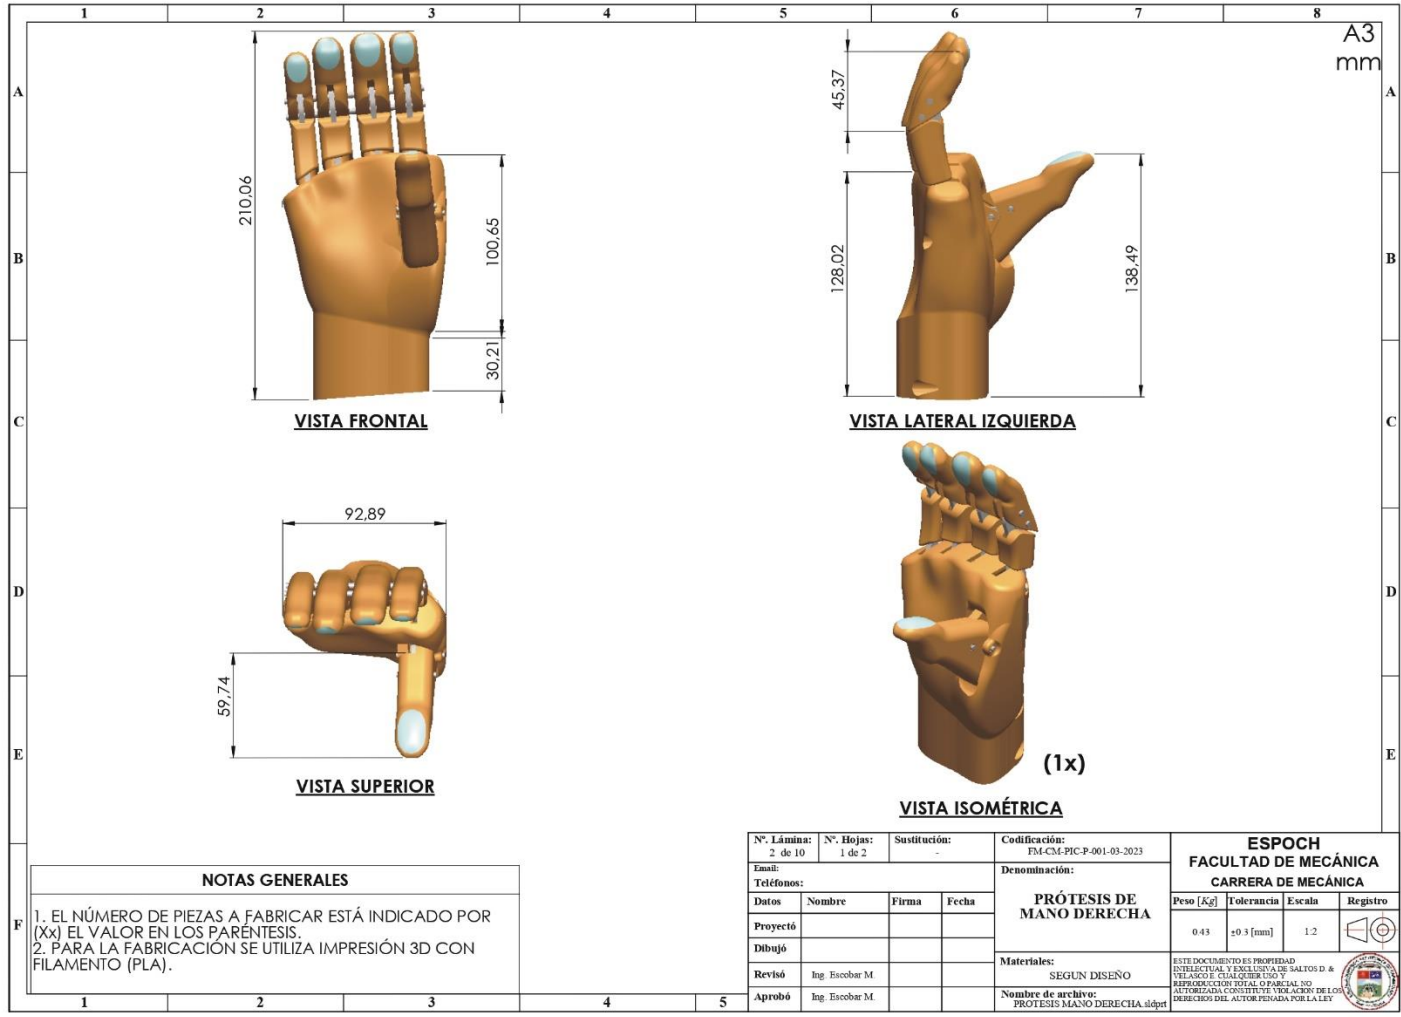 1 2 3 4 5 6 7 8
A3
mm
A
A
B
B
C
C
D
D
E
E
F
210,06
100,65
30,21
VISTA FRONTAL
45,37
128,02
138,49
VISTA LATERAL IZQUIERDA
92,89
59,74
VISTA SUPERIOR
(1x)
VISTA ISOMÉTRICA
NOTAS GENERALES
1. EL NÚMERO DE PIEZAS A FABRICAR ESTÁ INDICADO POR
(Xx) EL VALOR EN LOS PARÉNTESIS.
2. PARA LA FABRICACIÓN SE UTILIZA IMPRESIÓN 3D CON
FILAMENTO (PLA).
Nº. Lámina:
2 de 10
Nº. Hojas:
1 de 2
Sustitución:
-
Codificación:
FM-CM-PIC-P-001-03-2023
Email:
Teléfonos:
Denominación:
PRÓTESIS DE
MANO DERECHA
Datos Nombre Firma Fecha
Proyectó
Dibujó
Revisó Ing. Escobar M.
Aprobó Ing. Escobar M.
Materiales:
SEGUN DISEÑO
Nombre de archivo:
PROTESIS MANO DERECHA.sldprt
ESPOCH
FACULTAD DE MECÁNICA
CARRERA DE MECÁNICA
Peso [Kg] Tolerancia Escala Registro
0.43 ±0.3 [mm] 1:2
ESTE DOCUMENTO ES PROPIEDAD
INTELECTUAL Y EXCLUSIVA DE SALTOS D. &
VELASCO E. CUALQUIER USO Y
REPRODUCCIÓN TOTAL O PARCIAL NO
AUTORIZADA CONSTITUYE VIOLACIÓN DE LOS
DERECHOS DEL AUTOR PENADA POR LA LEY
1 2 3 4 5